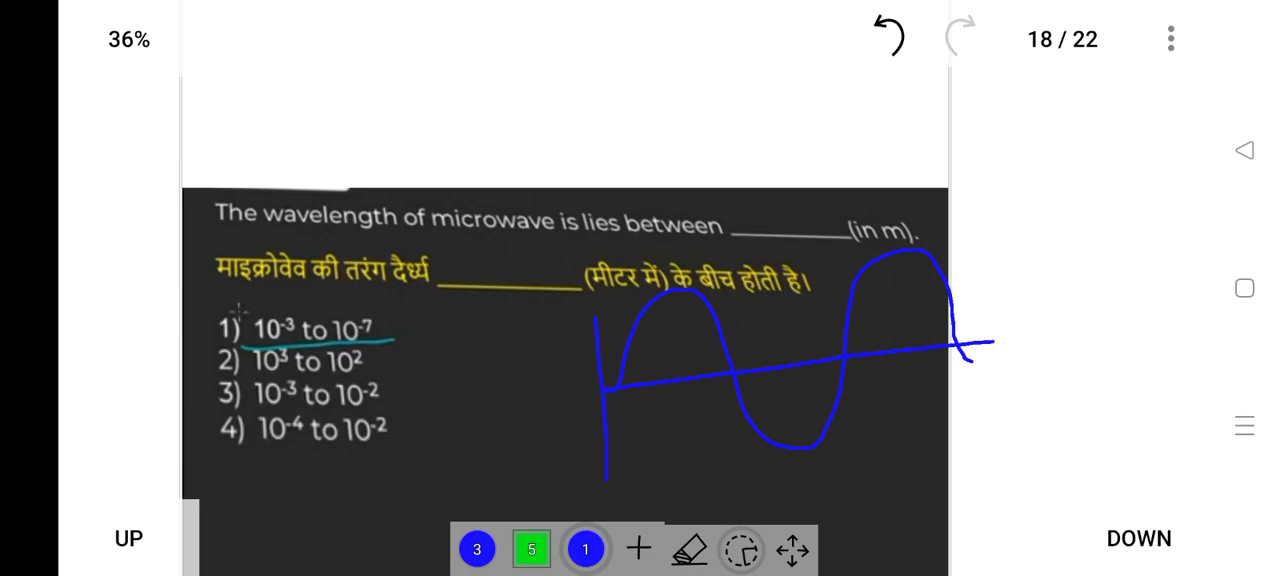 36%
18 / 22
The wavelength of microwave is lies between ________(in m).
माइक्रोवेव की तरंग दैर्ध्य __________ (मीटर में) के बीच होती है।
1) 10⁻³ to 10⁻⁷
2) 10³ to 10²
3) 10⁻³ to 10⁻²
4) 10⁻⁴ to 10⁻²
UP
3 5 1
DOWN